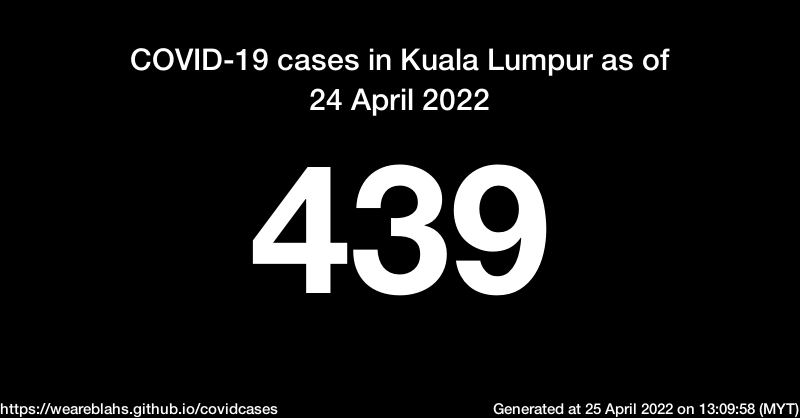 COVID-19 cases in Kuala Lumpur as of
24 April 2022
439
https://weareblahs.github.io/covidcases
Generated at 25 April 2022 on 13:09:58 (MYT)